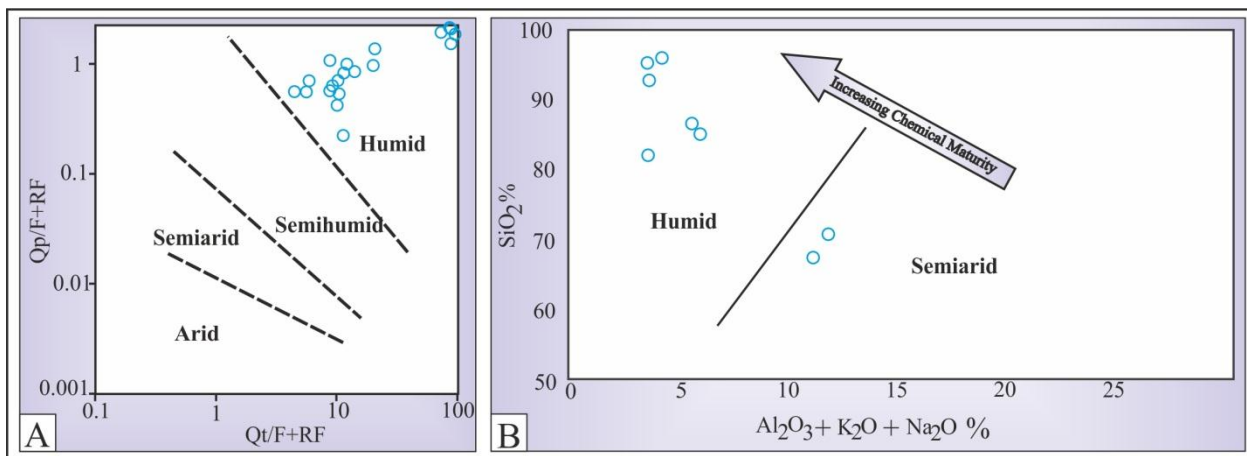 Qp/F+RF
1
0.1
0.01
0.001
0.1
1
10
100
Qt/F+RF
Humid
Semihumid
Semiarid
Arid
A
SiO2%
100
90
80
70
60
50
0
5
10
15
20
25
Al2O3+ K2O + Na2O %
Increasing Chemical Maturity
Humid
Semiarid
B